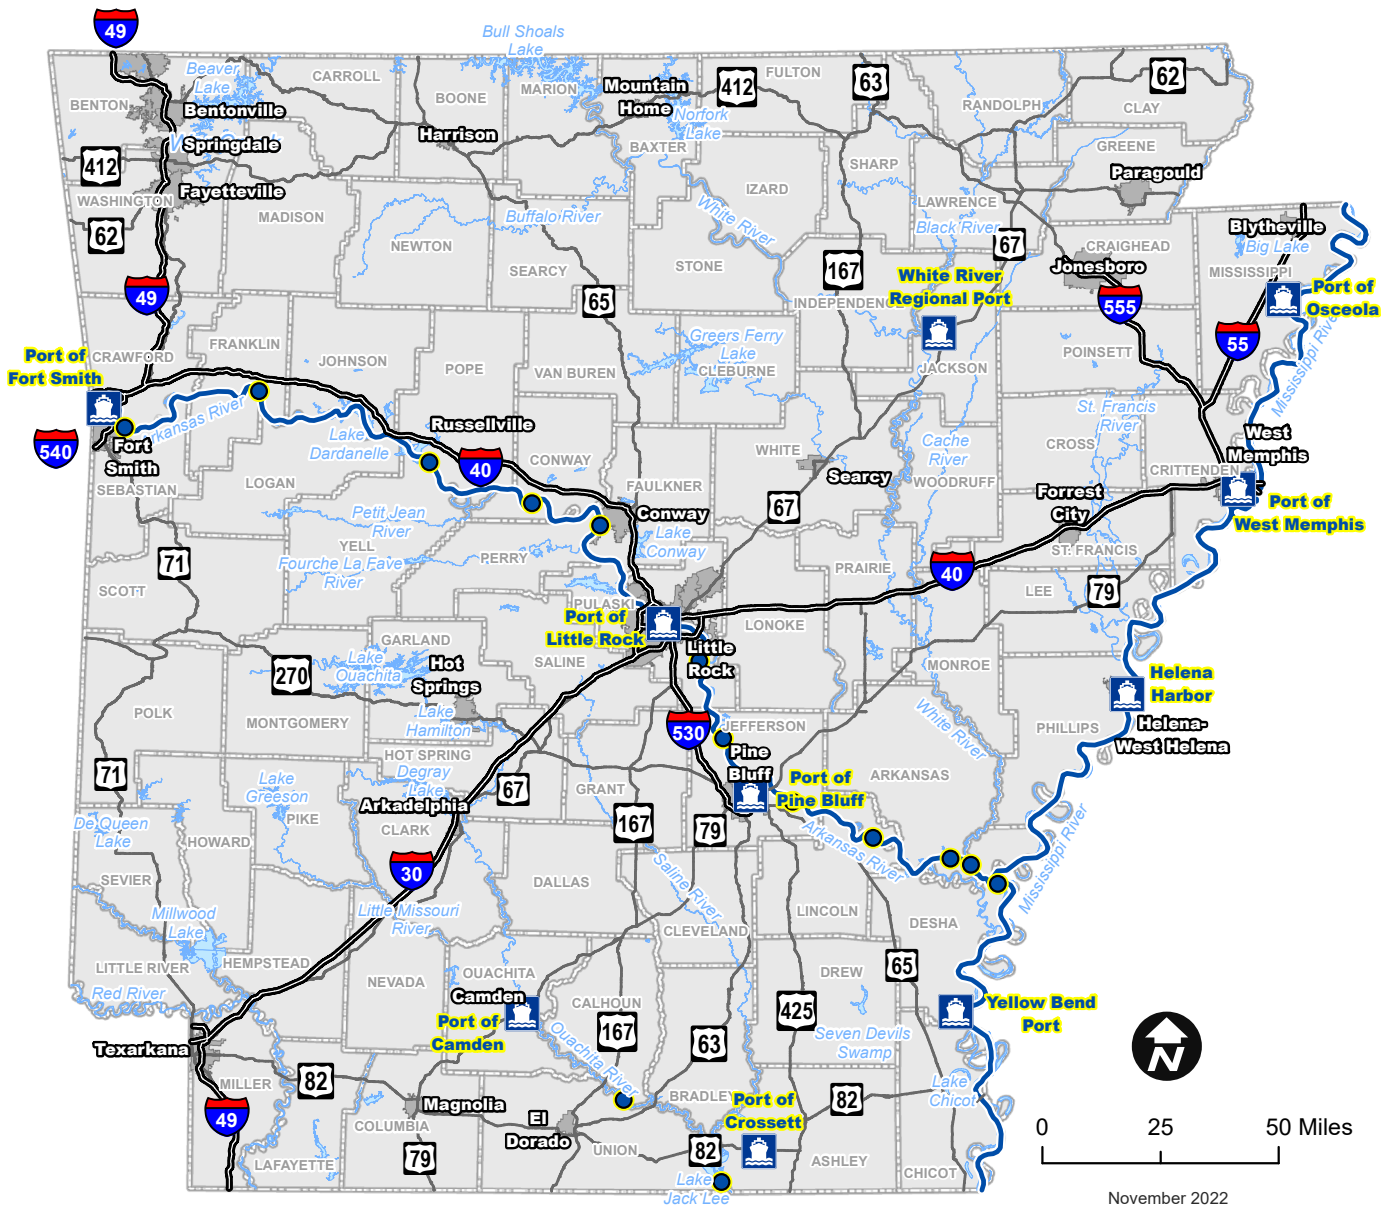 49
Bull Shoals
Lake
Beaver
Lake
CARROLL
BOONE
MARION
Mountain
Home
412
FULTON
63
62
BENTON
Bentonville
Harrison
Norfork
Lake
RANDOLPH
CLAY
Springdale
BAXTER
GREENE
412
SHARP
Paragould
WASHINGTON
Fayetteville
IZARD
LAWRENCE
62
MADISON
Buffalo River
White River
Black River
Blytheville
NEWTON
67
CRAIGHEAD
Big Lake
SEARCY
STONE
167
White River
Regional Port
Jonesboro
MISSISSIPPI
49
65
INDEPENDENCE
555
Port of
Osceola
FRANKLIN
Greers Ferry
Lake
55
Port of
Fort Smith
CRAWFORD
JOHNSON
POPE
VAN BUREN
CLEBURNE
JACKSON
POINSETT
Mississippi River
Arkansas River
Russellville
St. Francis
River
540
Fort
Smith
Lake
Dardanelle
40
CONWAY
WHITE
Cache
River
CROSS
West
Memphis
SEBASTIAN
LOGAN
FAULKNER
Searcy
WOODRUFF
CRITTENDEN
Forrest
City
Port of
West Memphis
Petit Jean
River
Conway
67
71
YELL
Fourche La Fave
River
PERRY
Lake
Conway
ST. FRANCIS
SCOTT
PRAIRIE
40
LEE
79
PULASKI
Port of
Little Rock
LONOKE
GARLAND
Lake
Ouachita
Hot
Springs
SALINE
Little
Rock
MONROE
270
Helena
Harbor
POLK
MONTGOMERY
Lake
Hamilton
530
JEFFERSON
White River
PHILLIPS
Helena-
West Helena
HOT SPRING
Degray
Lake
Pine
Bluff
71
Lake
Greeson
67
GRANT
Port of
Pine Bluff
ARKANSAS
De Queen
Lake
PIKE
Arkadelphia
CLARK
167
79
Arkansas River
HOWARD
30
SEVIER
DALLAS
Saline River
Mississippi River
Millwood
Lake
Little Missouri
River
LINCOLN
DESHA
CLEVELAND
LITTLE RIVER
HEMPSTEAD
OUACHITA
DREW
65
Red River
NEVADA
Camden
CALHOUN
425
Yellow Bend
Port
Port of
Camden
167
63
Seven Devils
Swamp
Texarkana
Ouachita River
N
MILLER
82
BRADLEY
Port of
Crossett
82
Lake
Chicot
49
Magnolia
El
Dorado
COLUMBIA
0 25 50 Miles
LAFAYETTE
79
UNION
82
ASHLEY
CHICOT
Lake
Jack Lee
November 2022